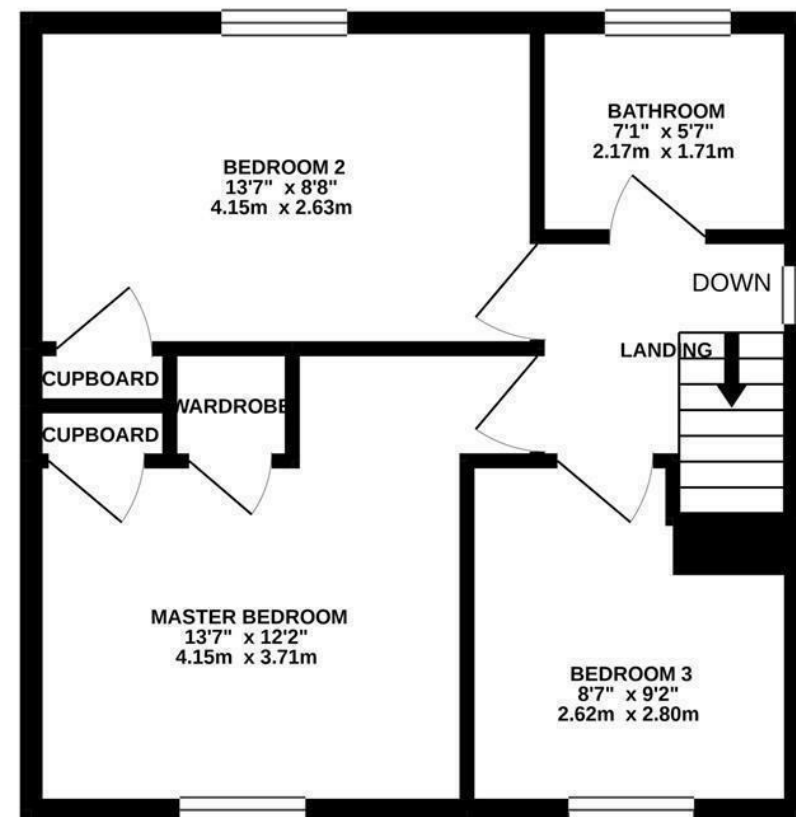 BATHROOM
7'1" x 5'7"
2.17m x 1.71m
BEDROOM 2
13'7" x 8'8"
4.15m x 2.63m
DOWN
LANDING
CUPBOARD
WARDROBE
CUPBOARD
MASTER BEDROOM
13'7" x 12'2"
4.15m x 3.71m
BEDROOM 3
8'7" x 9'2"
2.62m x 2.80m